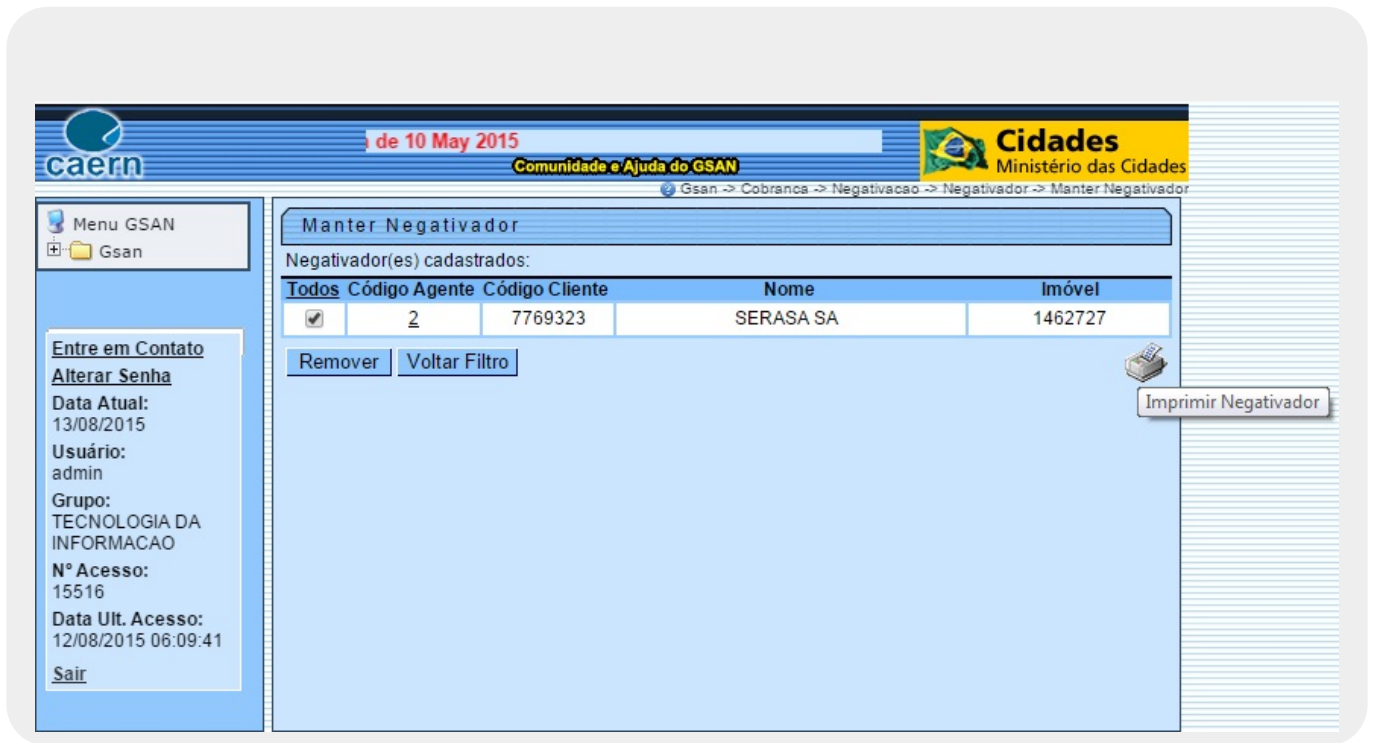 caern
de 10 May 2015
Comunidade e Ajuda do GSAN
Cidades
Ministério das Cidades
Gsan -> Cobranca -> Negativacao -> Negativador -> Manter Negativador
Menu GSAN
Gsan
Entre em Contato
Alterar Senha
Data Atual:
13/08/2015
Usuário:
admin
Grupo:
TECNOLOGIA DA
INFORMACAO
Nº Acesso:
15516
Data Ult. Acesso:
12/08/2015 06:09:41
Sair
Manter Negativador
Negativador(es) cadastrados:
Todos Código Agente Código Cliente Nome Imóvel
2 7769323 SERASA SA 1462727
Remover Voltar Filtro
Imprimir Negativador